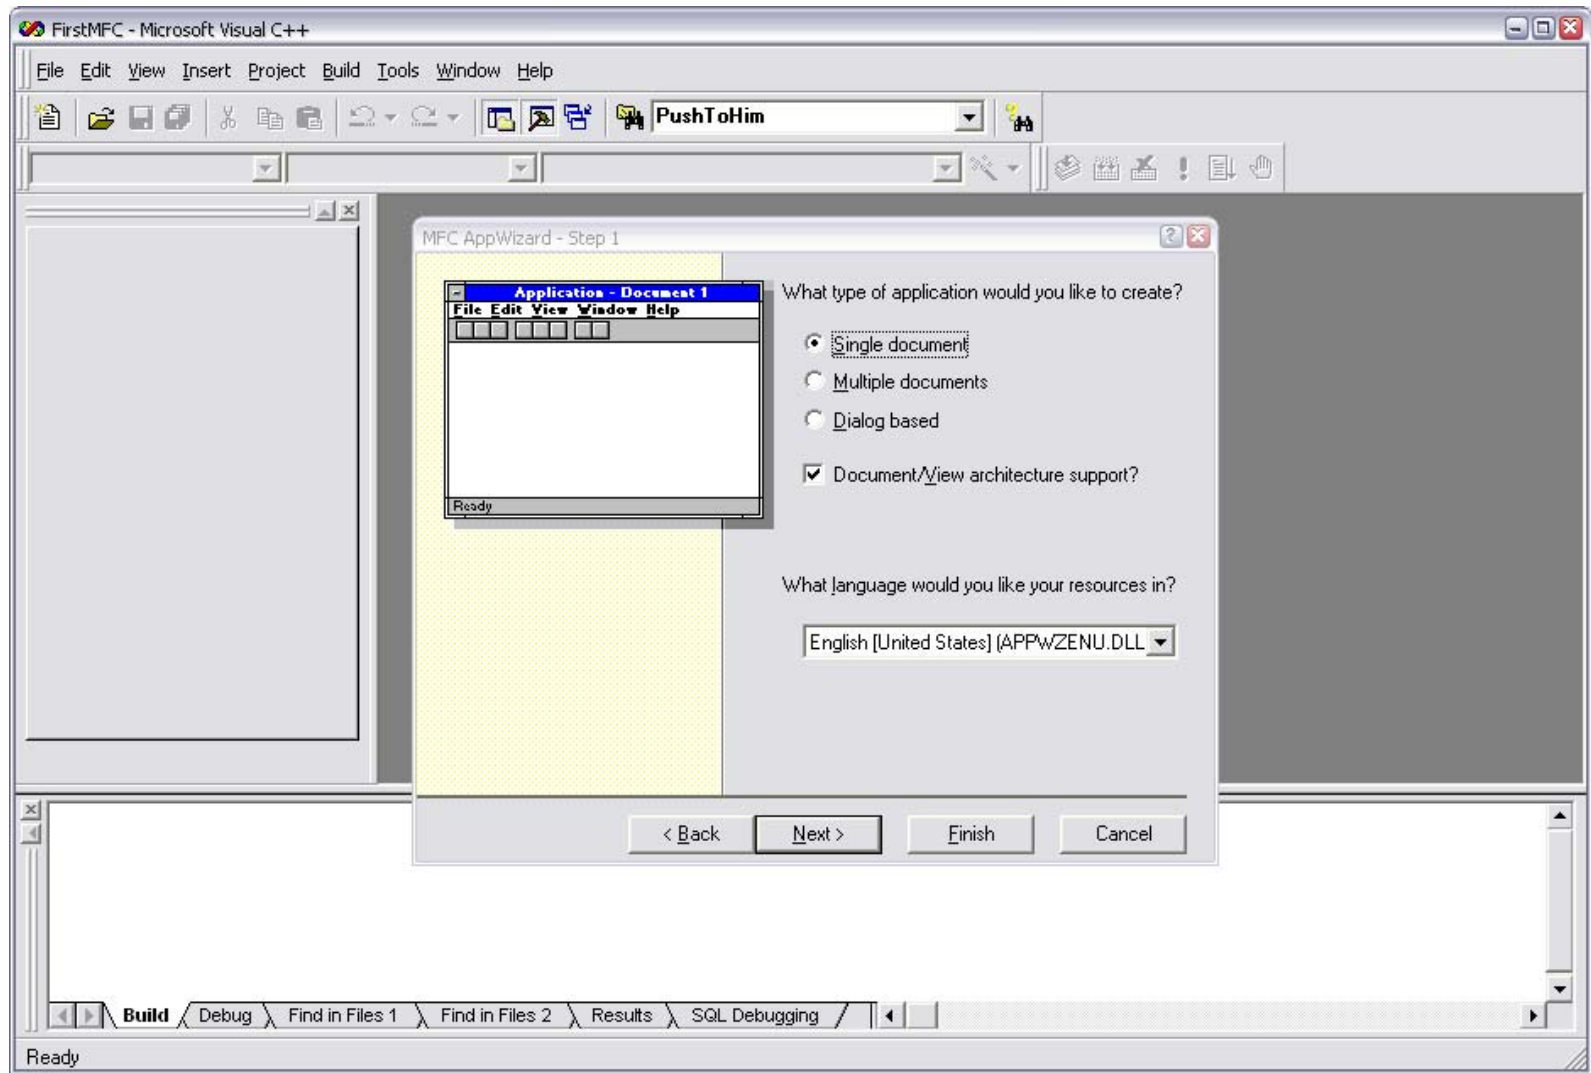 FirstMFC - Microsoft Visual C++
File Edit View Insert Project Build Tools Window Help
PushToHim
MFC AppWizard - Step 1
Application - Document 1
File Edit View Window Help
Ready
What type of application would you like to create?
Single document
Multiple documents
Dialog based
Document/View architecture support?
What language would you like your resources in?
English [United States] (APPWZENU.DLL
< Back Next > Finish Cancel
Build Debug Find in Files 1 Find in Files 2 Results SQL Debugging
Ready